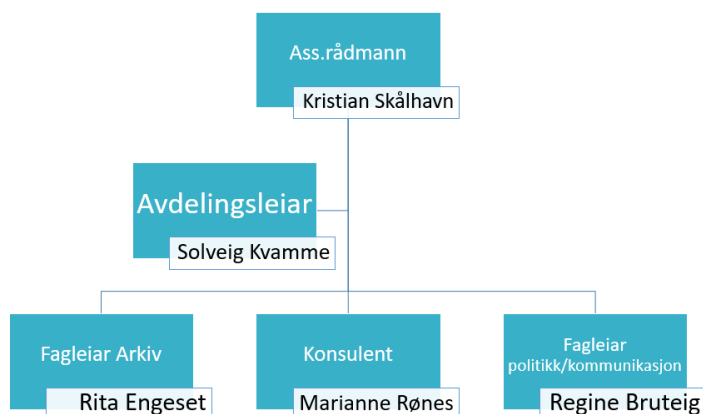 Ass.rådmann
Kristian Skålhavn
Avdelingsleiar
Solveig Kvamme
Fagleiar Arkiv
Rita Engeset
Konsulent
Marianne Rønes
Fagleiar
politikk/kommunikasjon
Regine Bruteig